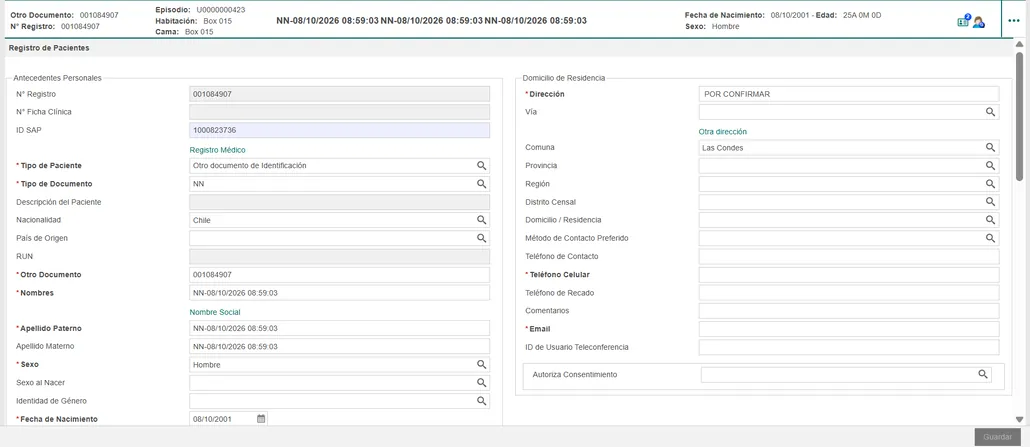 Otro Documento: 001084907
N° Registro: 001084907
Episodio: U0000000423
Habitación: Box 015
Cama: Box 015
NN-08/10/2026 08:59:03 NN-08/10/2026 08:59:03 NN-08/10/2026 08:59:03
Fecha de Nacimiento: 08/10/2001 - Edad: 25A 0M 0D
Sexo: Hombre
Registro de Pacientes
Antecedentes Personales
N° Registro 001084907
N° Ficha Clínica
ID SAP 1000823736
Registro Médico
* Tipo de Paciente Otro documento de Identificación
* Tipo de Documento NN
Descripción del Paciente
Nacionalidad Chile
País de Origen
RUN
* Otro Documento 001084907
* Nombres NN-08/10/2026 08:59:03
Nombre Social
* Apellido Paterno NN-08/10/2026 08:59:03
Apellido Materno NN-08/10/2026 08:59:03
* Sexo Hombre
Sexo al Nacer
Identidad de Género
* Fecha de Nacimiento 08/10/2001
Domicilio de Residencia
* Dirección POR CONFIRMAR
Vía
Otra dirección
Comuna Las Condes
Provincia
Región
Distrito Censal
Domicilio / Residencia
Método de Contacto Preferido
Teléfono de Contacto
* Teléfono Celular
Teléfono de Recado
Comentarios
* Email
ID de Usuario Teleconferencia
Autoriza Consentimiento
Guardar